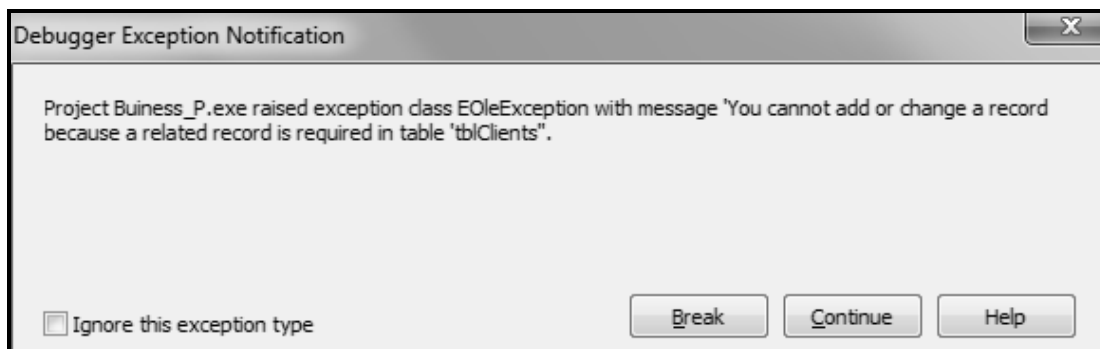 Debugger Exception Notification
X
Project Buiness_P.exe raised exception class EOleException with message 'You cannot add or change a record
because a related record is required in table 'tblClients''.
Ignore this exception type
Break
Continue
Help